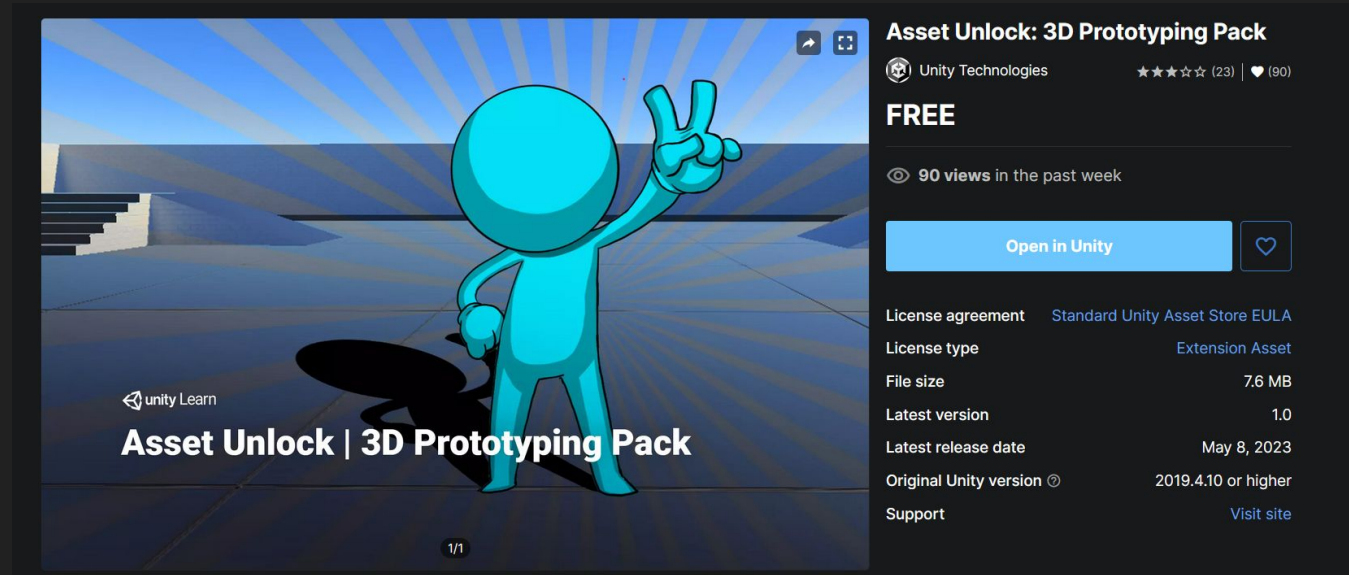 unity Learn
Asset Unlock | 3D Prototyping Pack
1/1
Asset Unlock: 3D Prototyping Pack
Unity Technologies (23) | (90)
FREE
90 views in the past week
Open in Unity
License agreement Standard Unity Asset Store EULA
License type Extension Asset
File size 7.6 MB
Latest version 1.0
Latest release date May 8, 2023
Original Unity version 2019.4.10 or higher
Support Visit site